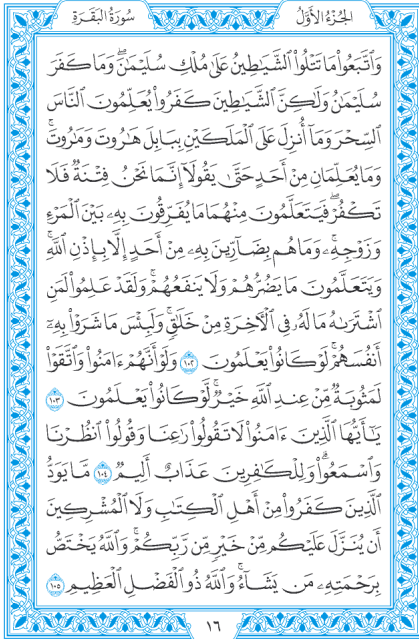 الجُزْءُ الأَوَّلُ
سُورَةُ البَقَرَةِ
وَٱتَّبَعُوا۟ مَا تَتْلُوا۟ ٱلشَّيَـٰطِينُ عَلَىٰ مُلْكِ سُلَيْمَـٰنَ ۖ وَمَا كَفَرَ
سُلَيْمَـٰنُ وَلَـٰكِنَّ ٱلشَّيَـٰطِينَ كَفَرُوا۟ يُعَلِّمُونَ ٱلنَّاسَ
ٱلسِّحْرَ وَمَآ أُنزِلَ عَلَى ٱلْمَلَكَيْنِ بِبَابِلَ هَـٰرُوتَ وَمَـٰرُوتَ ۚ
وَمَا يُعَلِّمَانِ مِنْ أَحَدٍ حَتَّىٰ يَقُولَآ إِنَّمَا نَحْنُ فِتْنَةٌ فَلَا
تَكْفُرْ ۖ فَيَتَعَلَّمُونَ مِنْهُمَا مَا يُفَرِّقُونَ بِهِۦ بَيْنَ ٱلْمَرْءِ
وَزَوْجِهِۦ ۚ وَمَا هُم بِضَآرِّينَ بِهِۦ مِنْ أَحَدٍ إِلَّا بِإِذْنِ ٱللَّهِ ۚ
وَيَتَعَلَّمُونَ مَا يَضُرُّهُمْ وَلَا يَنفَعُهُمْ ۚ وَلَقَدْ عَلِمُوا۟ لَمَنِ
ٱشْتَرَىٰهُ مَا لَهُۥ فِى ٱلْـَٔاخِرَةِ مِنْ خَلَـٰقٍ ۚ وَلَبِئْسَ مَا شَرَوْا۟ بِهِۦٓ
أَنفُسَهُمْ ۚ لَوْ كَانُوا۟ يَعْلَمُونَ ١٠٢ وَلَوْ أَنَّهُمْ ءَامَنُوا۟ وَٱتَّقَوْا۟
لَمَثُوبَةٌ مِّنْ عِندِ ٱللَّهِ خَيْرٌ ۖ لَّوْ كَانُوا۟ يَعْلَمُونَ ١٠٣
يَـٰٓأَيُّهَا ٱلَّذِينَ ءَامَنُوا۟ لَا تَقُولُوا۟ رَٰعِنَا وَقُولُوا۟ ٱنظُرْنَا
وَٱسْمَعُوا۟ ۗ وَلِلْكَـٰفِرِينَ عَذَابٌ أَلِيمٌ ١٠٤ مَّا يَوَدُّ
ٱلَّذِينَ كَفَرُوا۟ مِنْ أَهْلِ ٱلْكِتَـٰبِ وَلَا ٱلْمُشْرِكِينَ
أَن يُنَزَّلَ عَلَيْكُم مِّنْ خَيْرٍ مِّن رَّبِّكُمْ ۗ وَٱللَّهُ يَخْتَصُّ
بِرَحْمَتِهِۦ مَن يَشَآءُ ۚ وَٱللَّهُ ذُو ٱلْفَضْلِ ٱلْعَظِيمِ ١٠٥
١٦